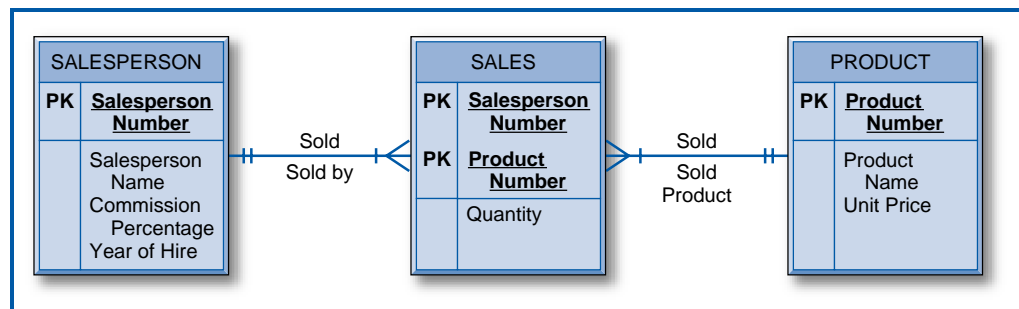 SALESPERSON
PK Salesperson
Number
Salesperson
Name
Commission
Percentage
Year of Hire
Sold
Sold by
SALES
PK Salesperson
Number
PK Product
Number
Quantity
Sold
Sold
Product
PRODUCT
PK Product
Number
Product
Name
Unit Price